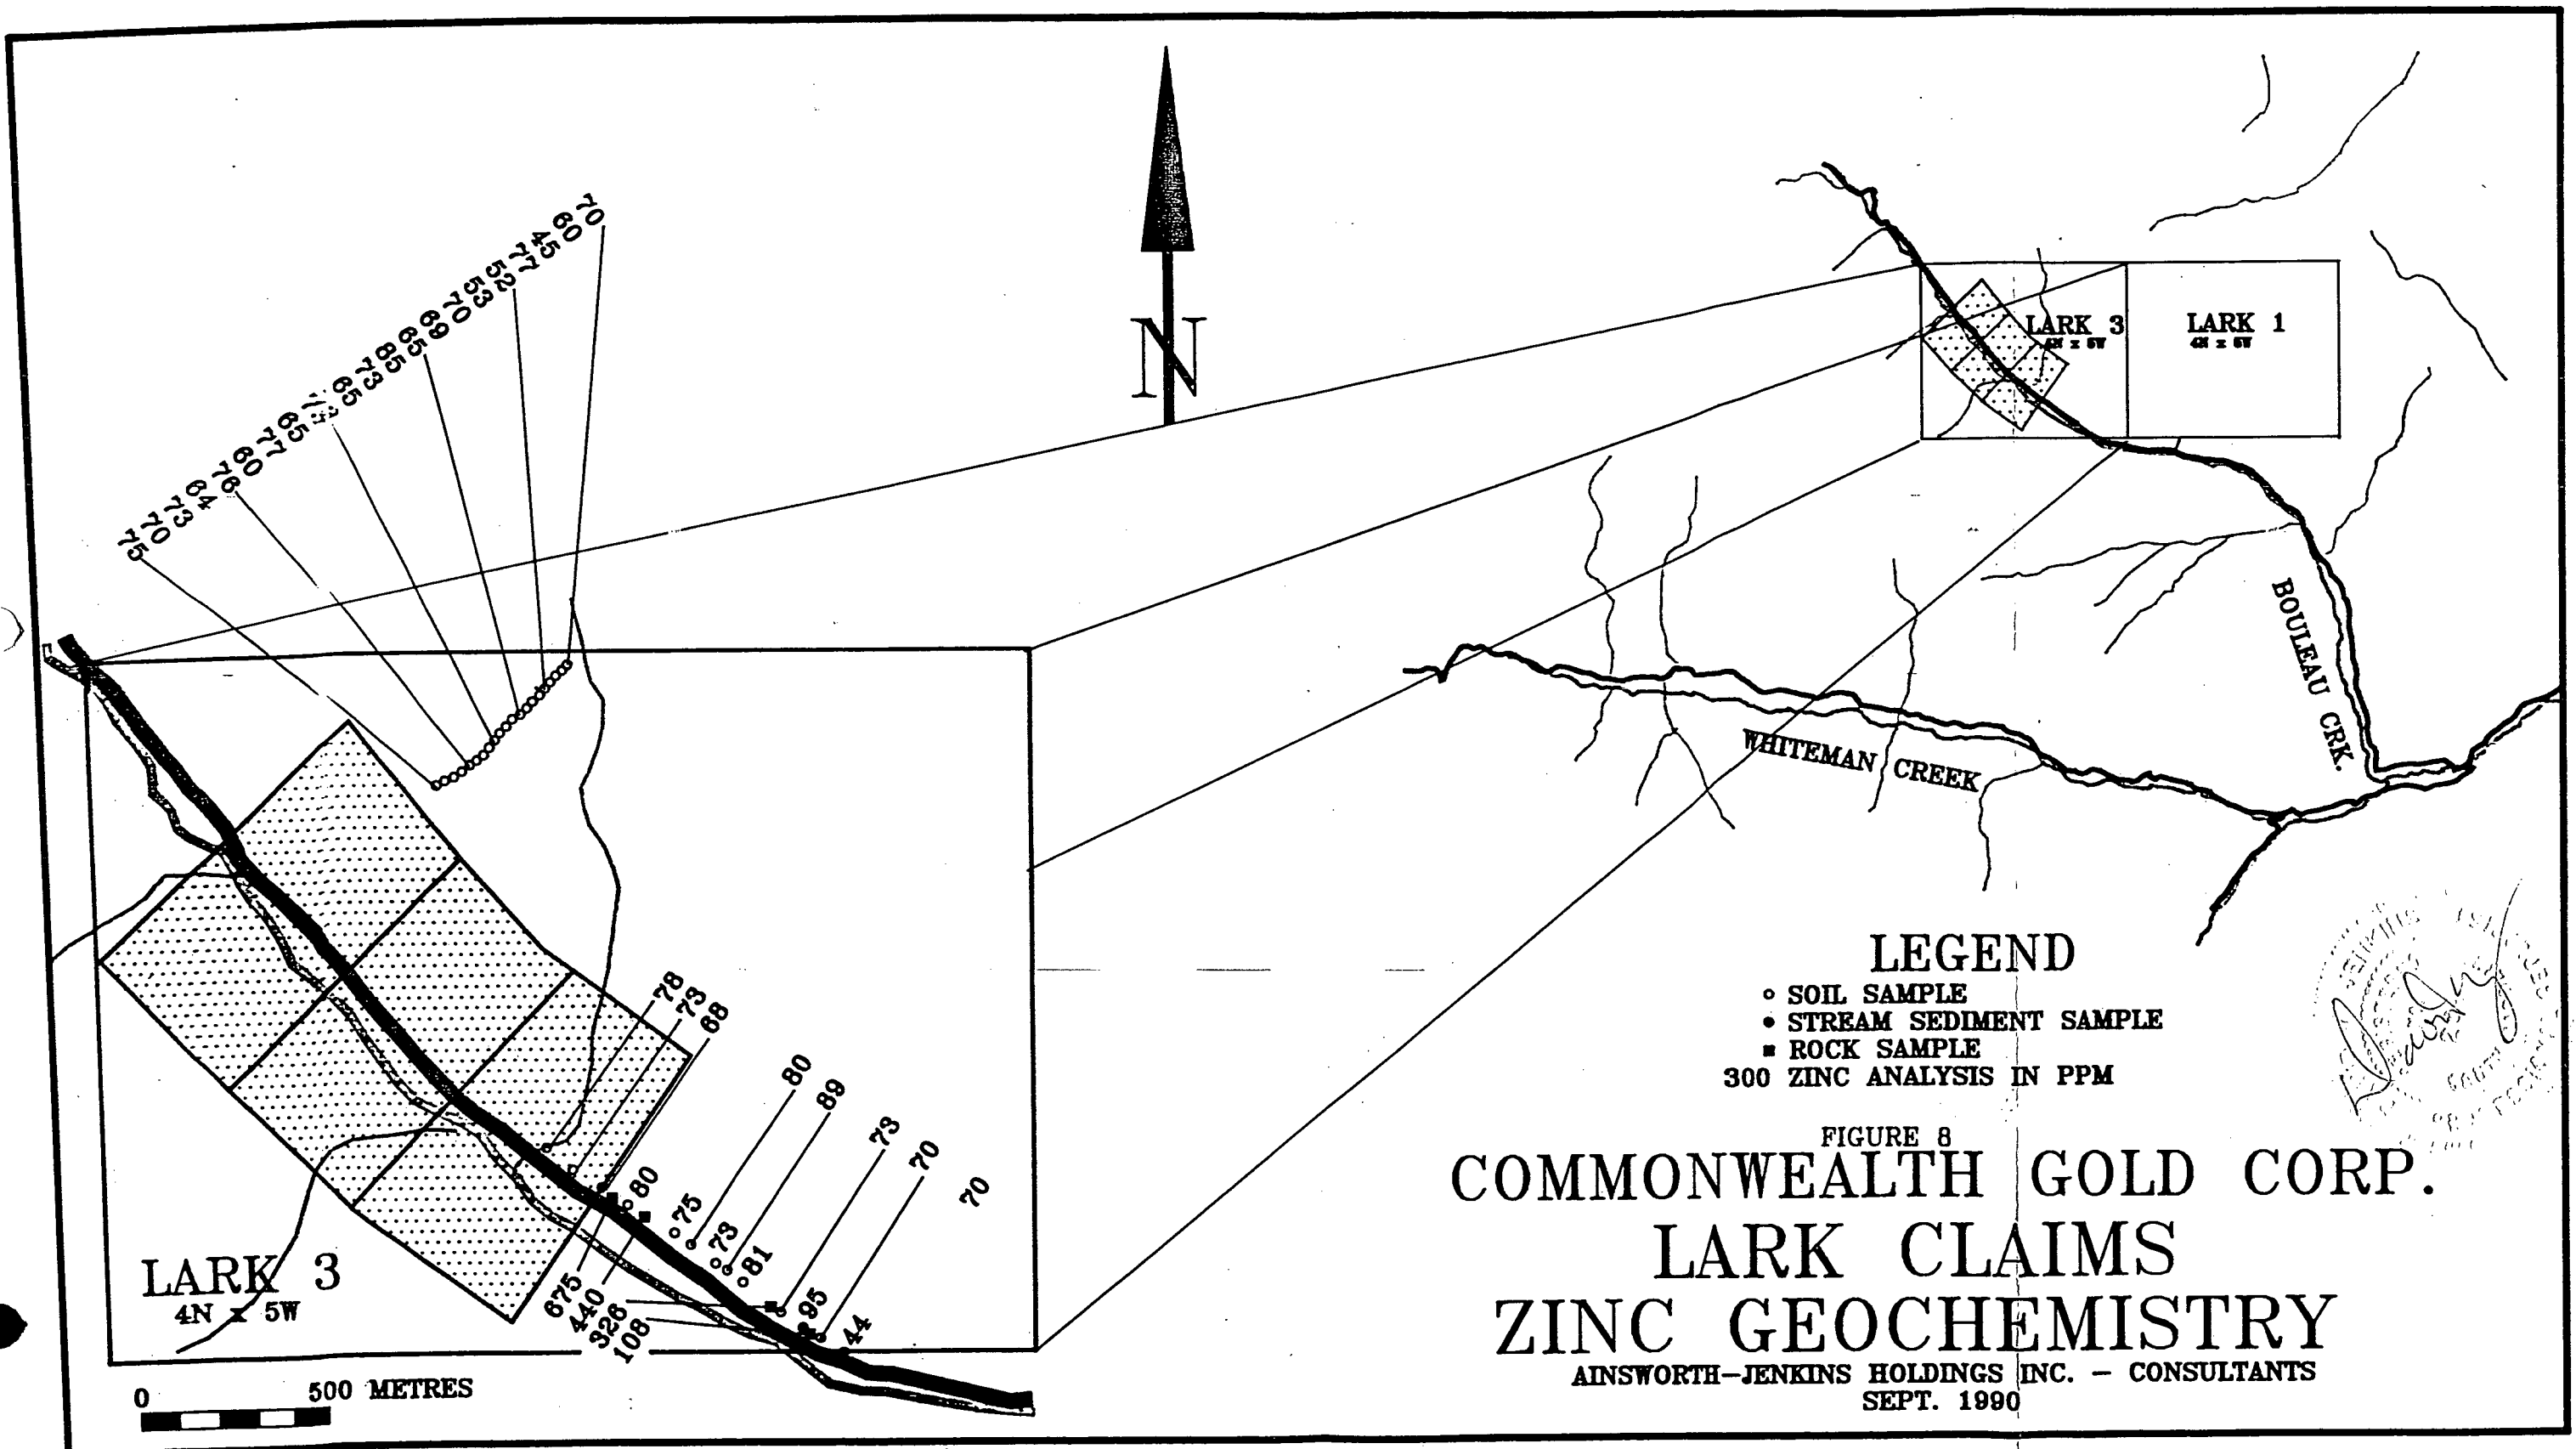 70
60
45
77
52
53
70
69
65
85
73
65
65
77
60
76
64
73
70
75
N
LARK 3
4N x 5W
LARK 1
4N x 5W
BOULEAU CRK.
WHITEMAN CREEK
78
73
68
80
89
73
70
70
80
75
73
81
95
44
675
440
326
108
LARK 3
4N x 5W
0 500 METRES
LEGEND
SOIL SAMPLE
STREAM SEDIMENT SAMPLE
ROCK SAMPLE
300 ZINC ANALYSIS IN PPM
FIGURE 8
COMMONWEALTH GOLD CORP.
LARK CLAIMS
ZINC GEOCHEMISTRY
AINSWORTH-JENKINS HOLDINGS INC. - CONSULTANTS
SEPT. 1990